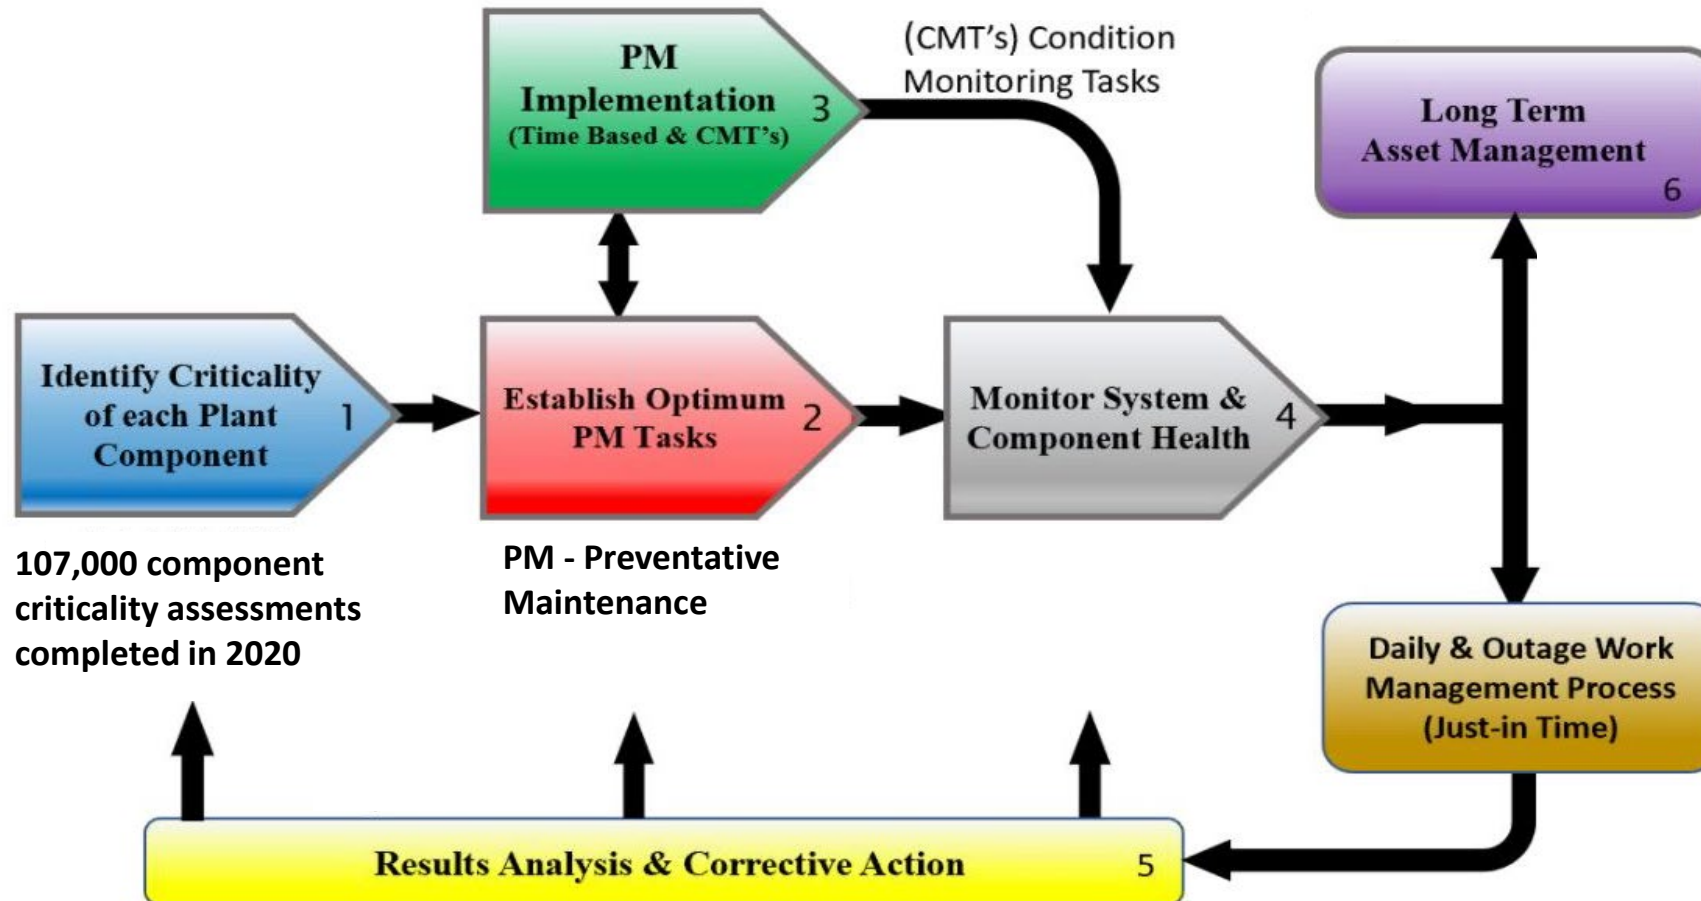 PM
Implementation
(Time Based & CMT's)
3
(CMT's) Condition
Monitoring Tasks
Long Term
Asset Management
6
Identify Criticality
of each Plant
Component
1
Establish Optimum
PM Tasks
2
Monitor System &
Component Health
4
107,000 component
criticality assessments
completed in 2020
PM - Preventative
Maintenance
Daily & Outage Work
Management Process
(Just-in Time)
Results Analysis & Corrective Action
5